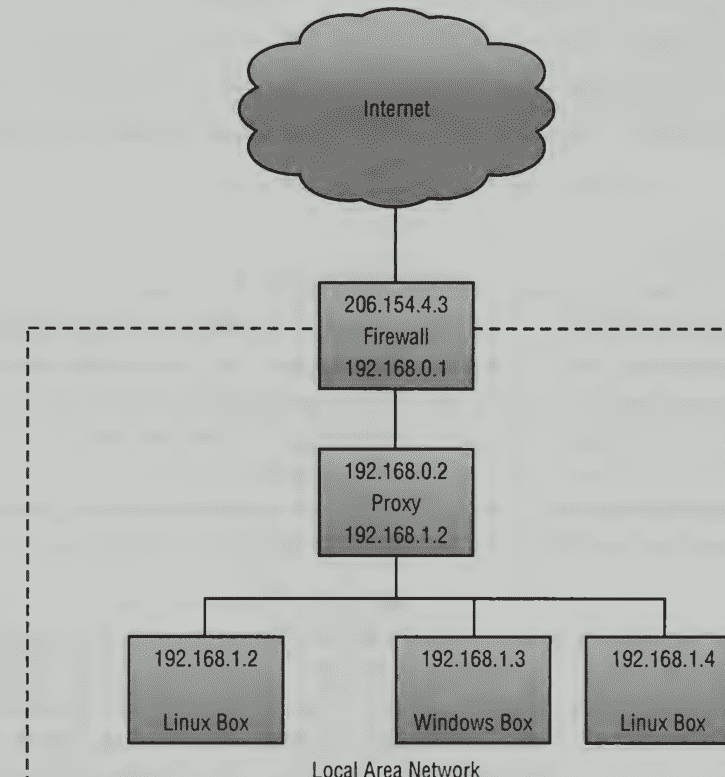 Internet
206.154.4.3
Firewall
192.168.0.1
192.168.0.2
Proxy
192.168.1.2
192.168.1.2
Linux Box
192.168.1.3
Windows Box
192.168.1.4
Linux Box
Local Area Network